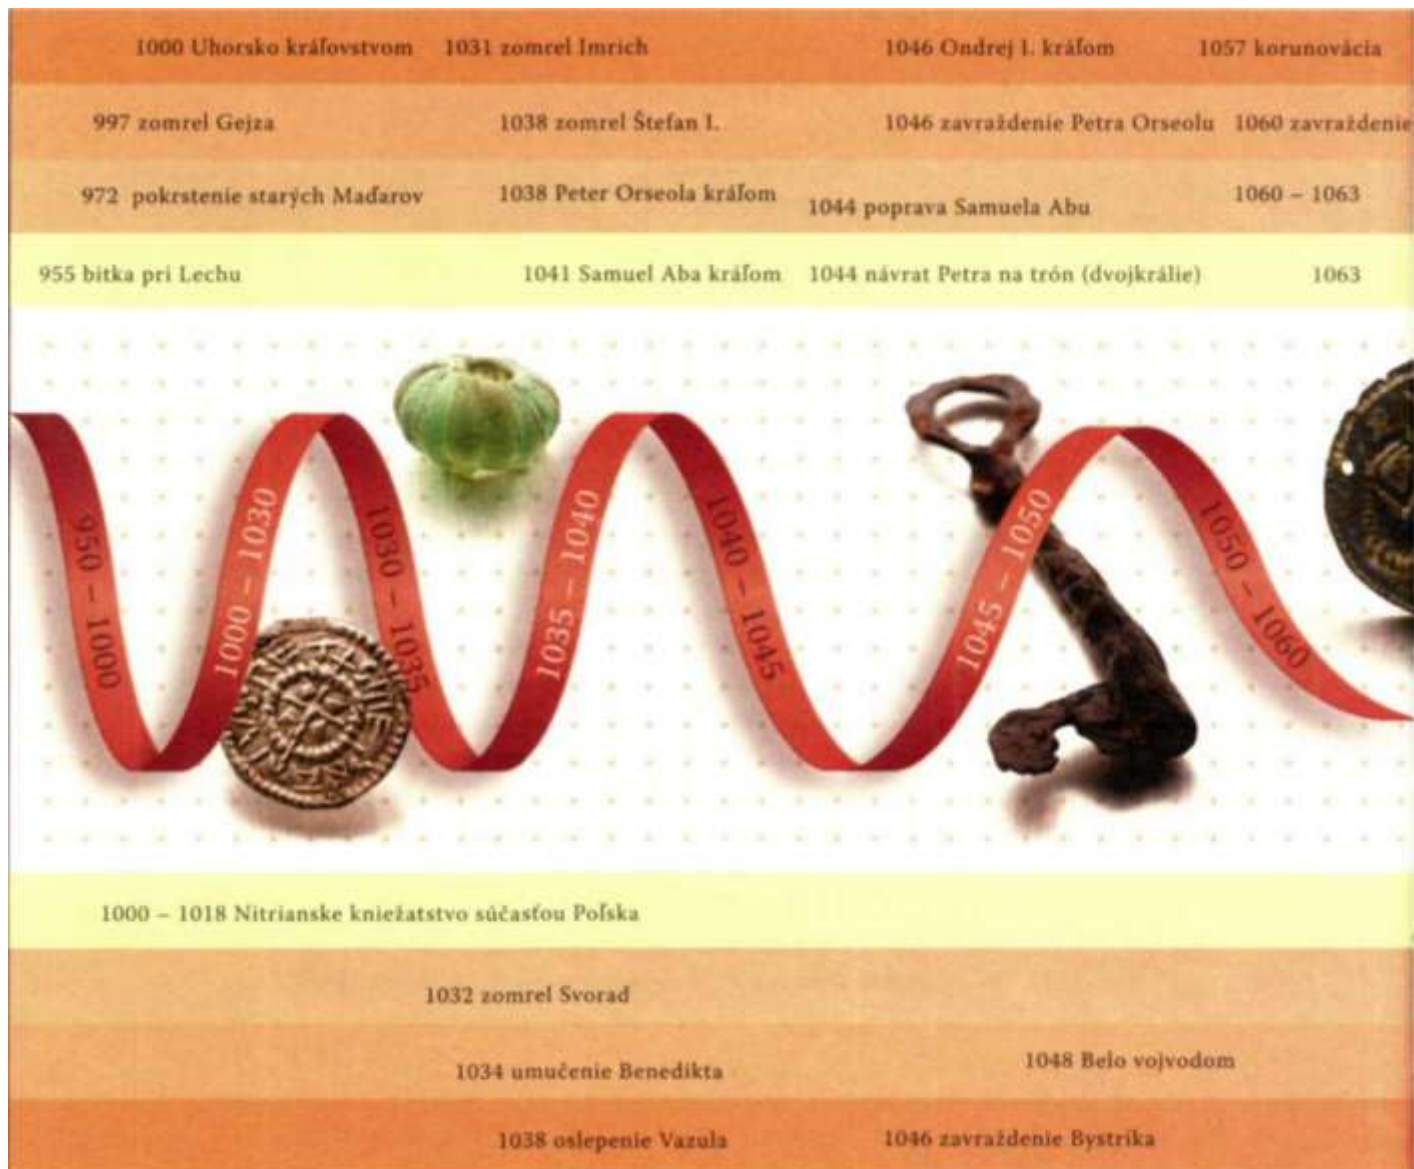 1000 Uhorsko kráľovstvom 1031 zomrel Imrich 1046 Ondrej I. kráľom 1057 korunovácia
997 zomrel Gejza 1038 zomrel Štefan I. 1046 zavraždenie Petra Orseolu 1060 zavraždenie
972 pokrstenie starých Maďarov 1038 Peter Orseola kráľom 1044 poprava Samuela Abu 1060 – 1063
955 bitka pri Lechu 1041 Samuel Aba kráľom 1044 návrat Petra na trón (dvojkrálie) 1063
950 – 1000
1000 – 1030
1030 – 1035
1035 – 1040
1040 – 1045
1045 – 1050
1050 – 1060
1000 – 1018 Nitrianske kniežatstvo súčasťou Poľska
1032 zomrel Svorad
1034 umučenie Benedikta 1048 Belo vojvodom
1038 oslepenie Vazula 1046 zavraždenie Bystríka